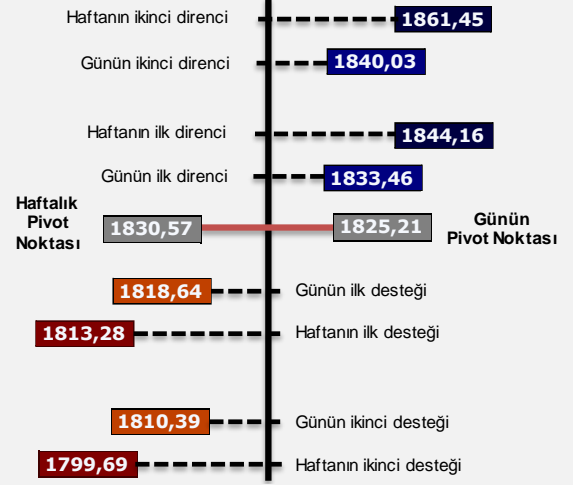 Haftanın ikinci direnci 1861,45
Günün ikinci direnci 1840,03
Haftanın ilk direnci 1844,16
Günün ilk direnci 1833,46
Haftalık
Pivot
Noktası
1830,57
1825,21
Günün
Pivot Noktası
1818,64 Günün ilk desteği
1813,28 Haftanın ilk desteği
1810,39 Günün ikinci desteği
1799,69 Haftanın ikinci desteği